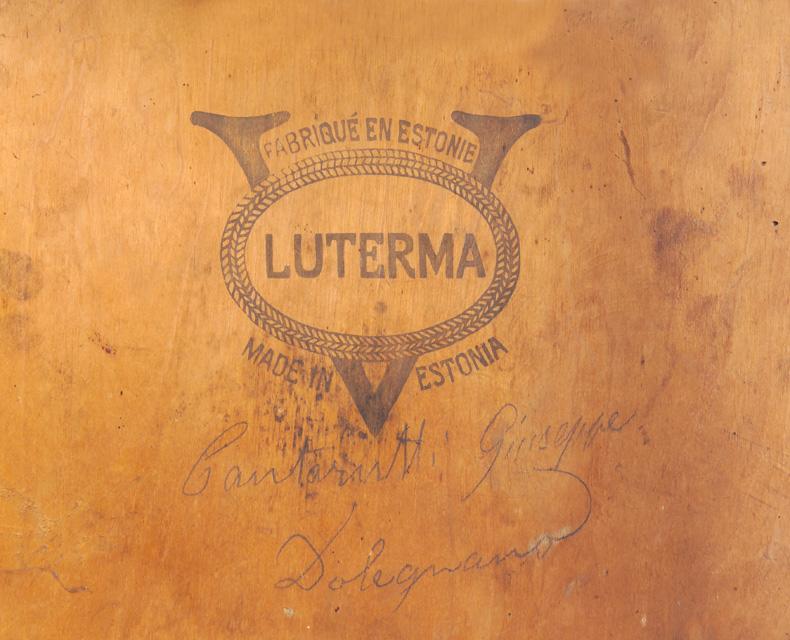 FABRIQUÉ EN ESTONIE
LUTERMA
MADE IN ESTONIA
Cantarutti Giuseppe
Dolegnano